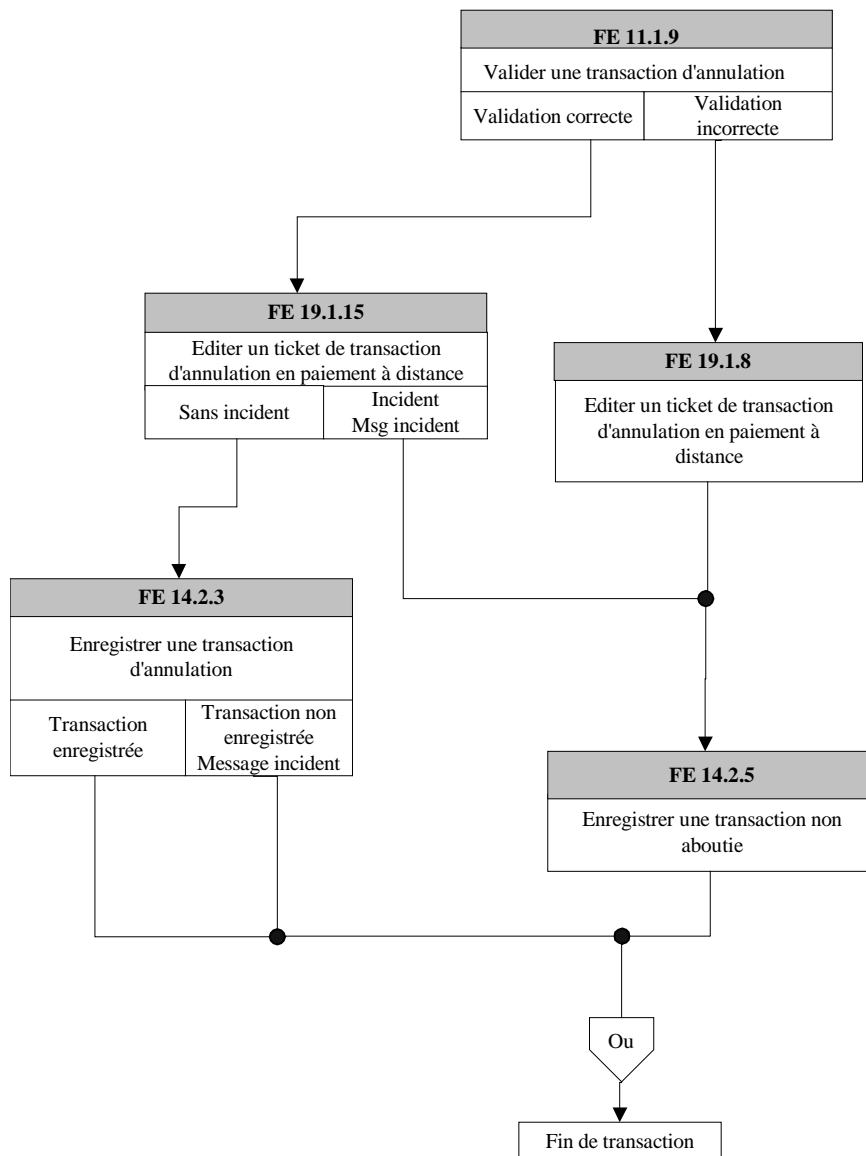 FE 11.1.9
Valider une transaction d'annulation
Validation correcte
Validation
incorrecte
FE 19.1.15
Editer un ticket de transaction
d'annulation en paiement à distance
Sans incident
Incident
Msg incident
FE 19.1.8
Editer un ticket de transaction
d'annulation en paiement à
distance
FE 14.2.3
Enregistrer une transaction
d'annulation
Transaction
enregistrée
Transaction non
enregistrée
Message incident
FE 14.2.5
Enregistrer une transaction non
aboutie
Ou
Fin de transaction